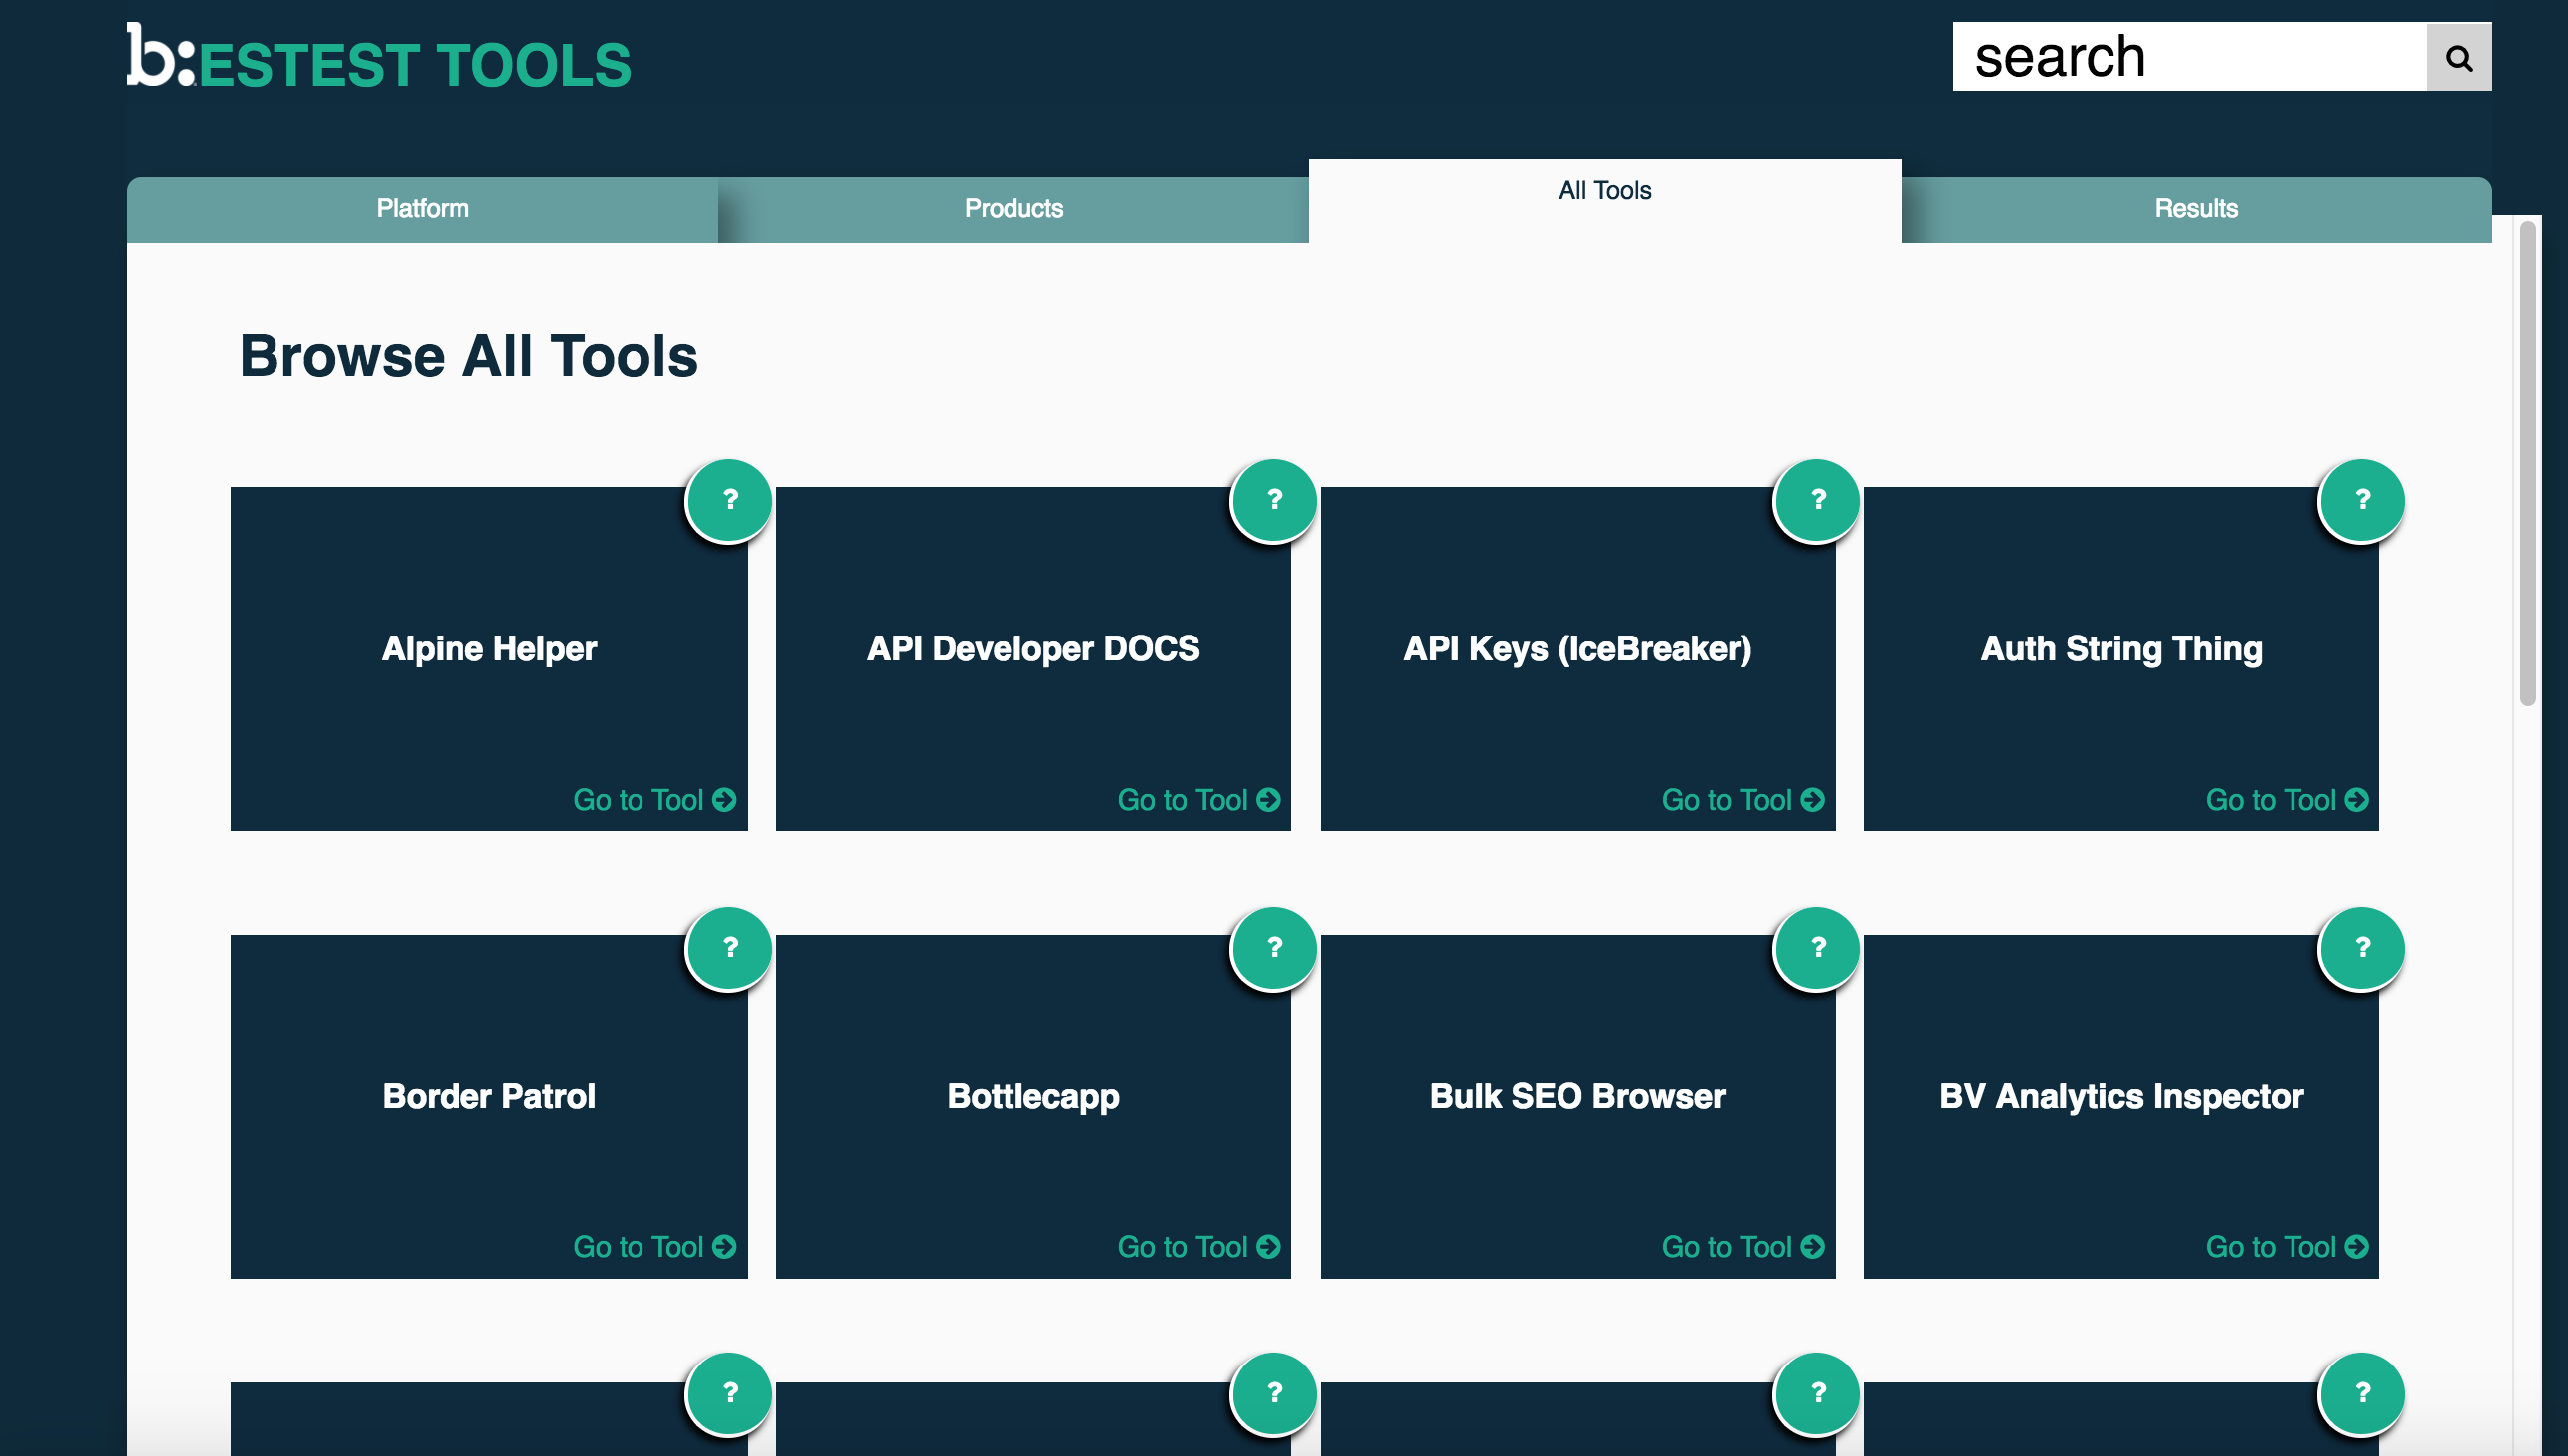 b:ESTEST TOOLS
search
Platform
Products
All Tools
Results
Browse All Tools
?
?
?
?
Alpine Helper
API Developer DOCS
API Keys (IceBreaker)
Auth String Thing
Go to Tool
Go to Tool
Go to Tool
Go to Tool
?
?
?
?
Border Patrol
Bottlecapp
Bulk SEO Browser
BV Analytics Inspector
Go to Tool
Go to Tool
Go to Tool
Go to Tool
?
?
?
?